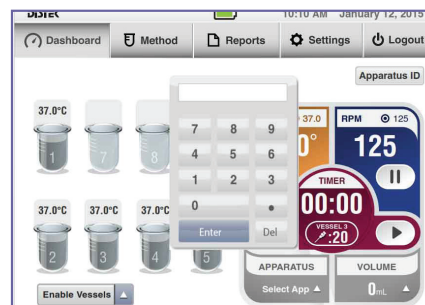 DISTEK
10:10 AM January 12, 2015
Dashboard Method Reports Settings Logout
Apparatus ID
37.0°C
37.0 RPM 125
1 7 8
7 8 9
4 5 6
1 2 3
0 .
Enter Del
0° 125
TIMER
00:00
VESSEL 3
:20
37.0°C 37.0°C 37.0°C
2 3 4 5
APPARATUS VOLUME
Select App 0mL
Enable Vessels